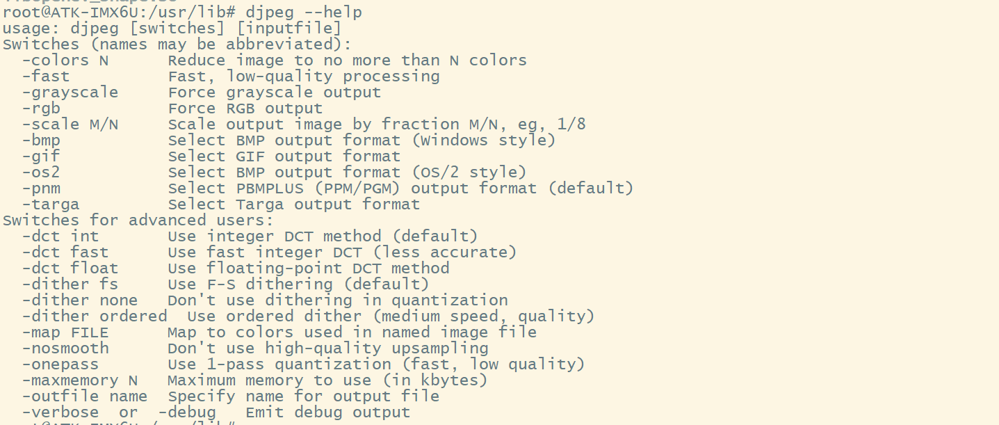 root@ATK-IMX6U:/usr/lib# djpeg --help
usage: djpeg [switches] [inputfile]
Switches (names may be abbreviated):
  -colors N      Reduce image to no more than N colors
  -fast          Fast, low-quality processing
  -grayscale     Force grayscale output
  -rgb           Force RGB output
  -scale M/N     Scale output image by fraction M/N, eg, 1/8
  -bmp           Select BMP output format (Windows style)
  -gif           Select GIF output format
  -os2           Select BMP output format (OS/2 style)
  -pnm           Select PBMPLUS (PPM/PGM) output format (default)
  -targa         Select Targa output format
Switches for advanced users:
  -dct int       Use integer DCT method (default)
  -dct fast      Use fast integer DCT (less accurate)
  -dct float     Use floating-point DCT method
  -dither fs     Use F-S dithering (default)
  -dither none   Don't use dithering in quantization
  -dither ordered  Use ordered dither (medium speed, quality)
  -map FILE      Map to colors used in named image file
  -nosmooth      Don't use high-quality upsampling
  -onepass       Use 1-pass quantization (fast, low quality)
  -maxmemory N   Maximum memory to use (in kbytes)
  -outfile name  Specify name for output file
  -verbose  or  -debug   Emit debug output